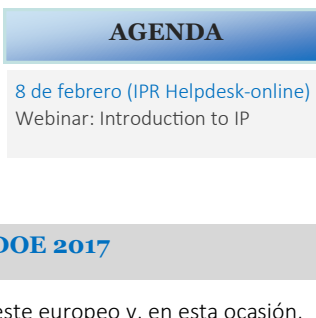 AGENDA
8 de febrero (IPR Helpdesk-online)
Webinar: Introduction to IP
DOE 2017
este europeo y, en esta ocasión,